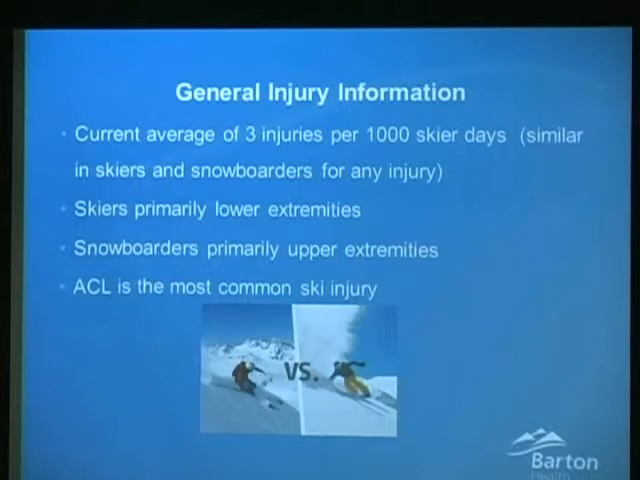 General Injury Information
• Current average of 3 injuries per 1000 skier days (similar
in skiers and snowboarders for any injury)
• Skiers primarily lower extremities
• Snowboarders primarily upper extremities
• ACL is the most common ski injury
VS.
Barton
Health